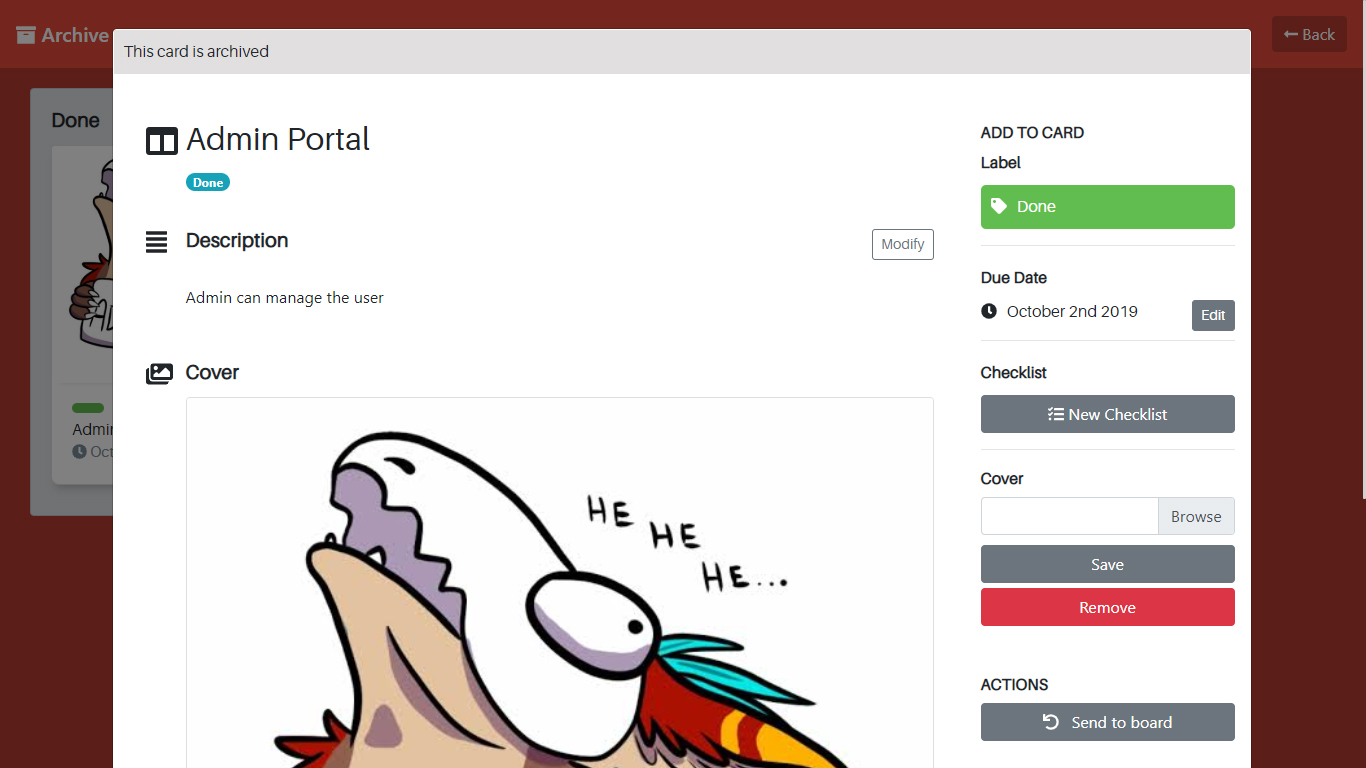 Archive
Back
This card is archived
Done
Admin Portal
Done
Description
Modify
Admin can manage the user
Cover
HE
HE
HE...
ADD TO CARD
Label
Done
Due Date
October 2nd 2019
Edit
Checklist
New Checklist
Cover
Browse
Save
Remove
ACTIONS
Send to board